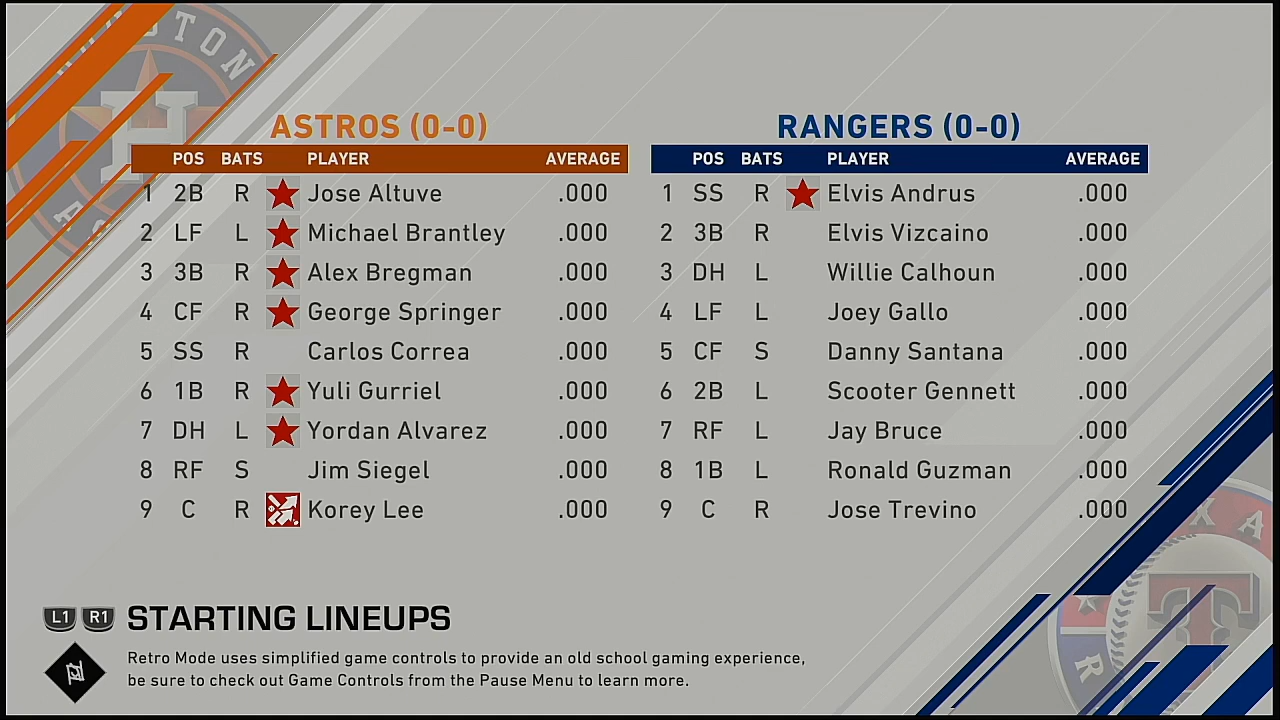 HOUSTON
H
AS
ASTROS (0-0)
POS BATS PLAYER AVERAGE
1 2B R Jose Altuve .000
2 LF L Michael Brantley .000
3 3B R Alex Bregman .000
4 CF R George Springer .000
5 SS R Carlos Correa .000
6 1B R Yuli Gurriel .000
7 DH L Yordan Alvarez .000
8 RF S Jim Siegel .000
9 C R Korey Lee .000
RANGERS (0-0)
POS BATS PLAYER AVERAGE
1 SS R Elvis Andrus .000
2 3B R Elvis Vizcaino .000
3 DH L Willie Calhoun .000
4 LF L Joey Gallo .000
5 CF S Danny Santana .000
6 2B L Scooter Gennett .000
7 RF L Jay Bruce .000
8 1B L Ronald Guzman .000
9 C R Jose Trevino .000
XA
T
R
L1 R1 STARTING LINEUPS
Retro Mode uses simplified game controls to provide an old school gaming experience,
be sure to check out Game Controls from the Pause Menu to learn more.